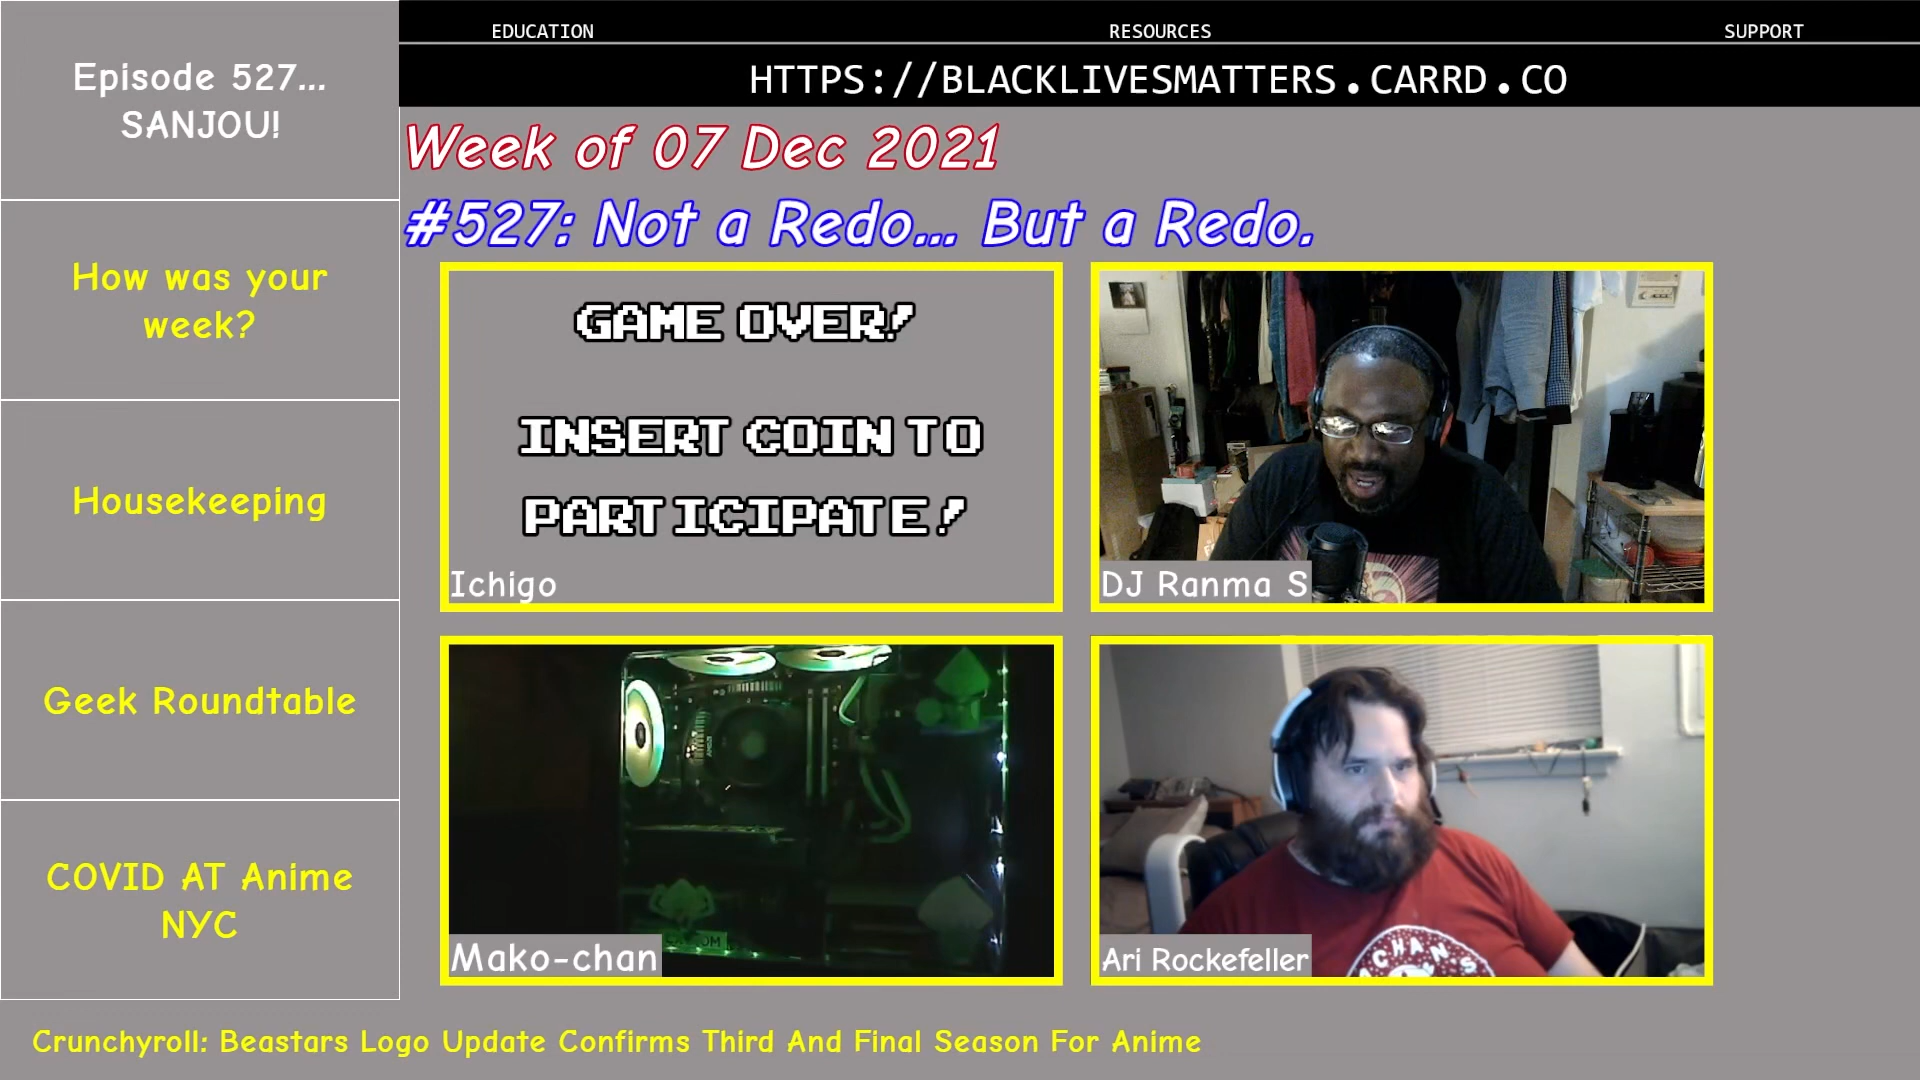 Episode 527...
SANJOU!
How was your
week?
Housekeeping
Geek Roundtable
COVID AT Anime
NYC
EDUCATION
RESOURCES
SUPPORT
HTTPS://BLACKLIVESMATTERS.CARRD.CO
Week of 07 Dec 2021
#527: Not a Redo... But a Redo.
GAME OVER!
INSERT COIN TO
PARTICIPATE!
Ichigo
DJ Ranma S
Mako-chan
Ari Rockefeller
Crunchyroll: Beastars Logo Update Confirms Third And Final Season For Anime